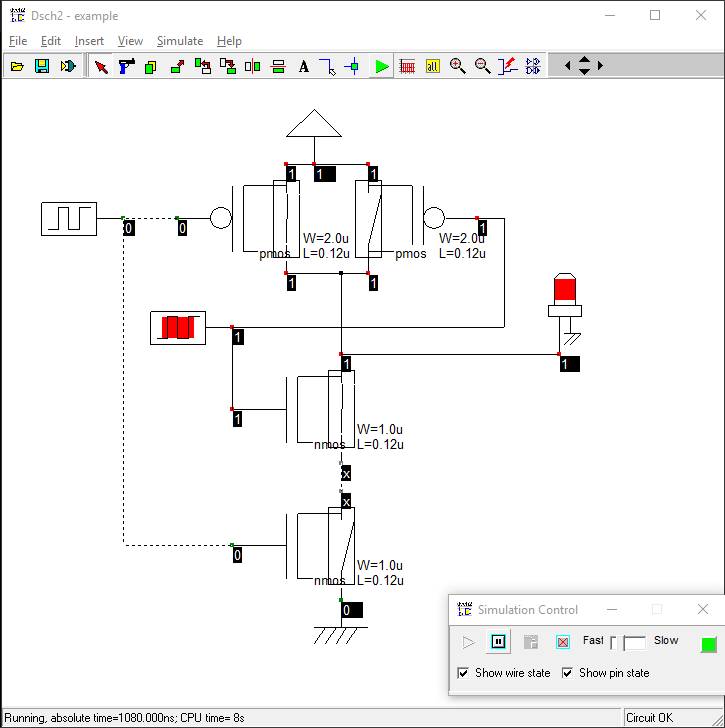 Dsch2 - example
File Edit Insert View Simulate Help
A all
1 1 1
0 0 1
W=2.0u W=2.0u
pmos L=0.12u pmos L=0.12u
1 1
1
1 1
1
W=1.0u
nmos L=0.12u
x
x
0
W=1.0u
nmos L=0.12u
0
Simulation Control
Fast Slow
Show wire state Show pin state
Running, absolute time=1080.000ns; CPU time= 8s Circuit OK